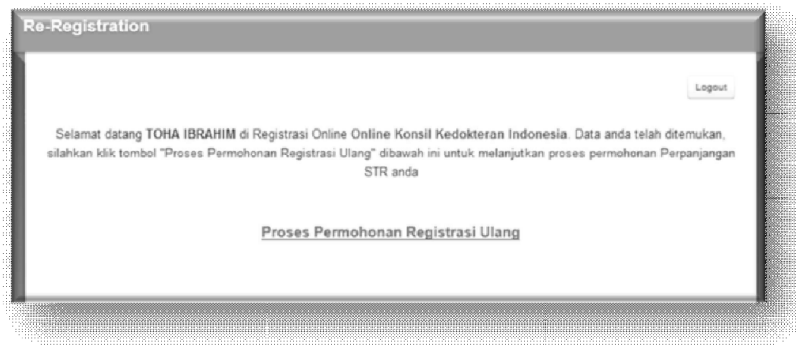 Re-Registration
Logout
Selamat datang TOHA IBRAHIM di Registrasi Online Online Konsil Kedokteran Indonesia. Data anda telah ditemukan,
silahkan klik tombol "Proses Permohonan Registrasi Ulang" dibawah ini untuk melanjutkan proses permohonan Perpanjangan
STR anda
Proses Permohonan Registrasi Ulang